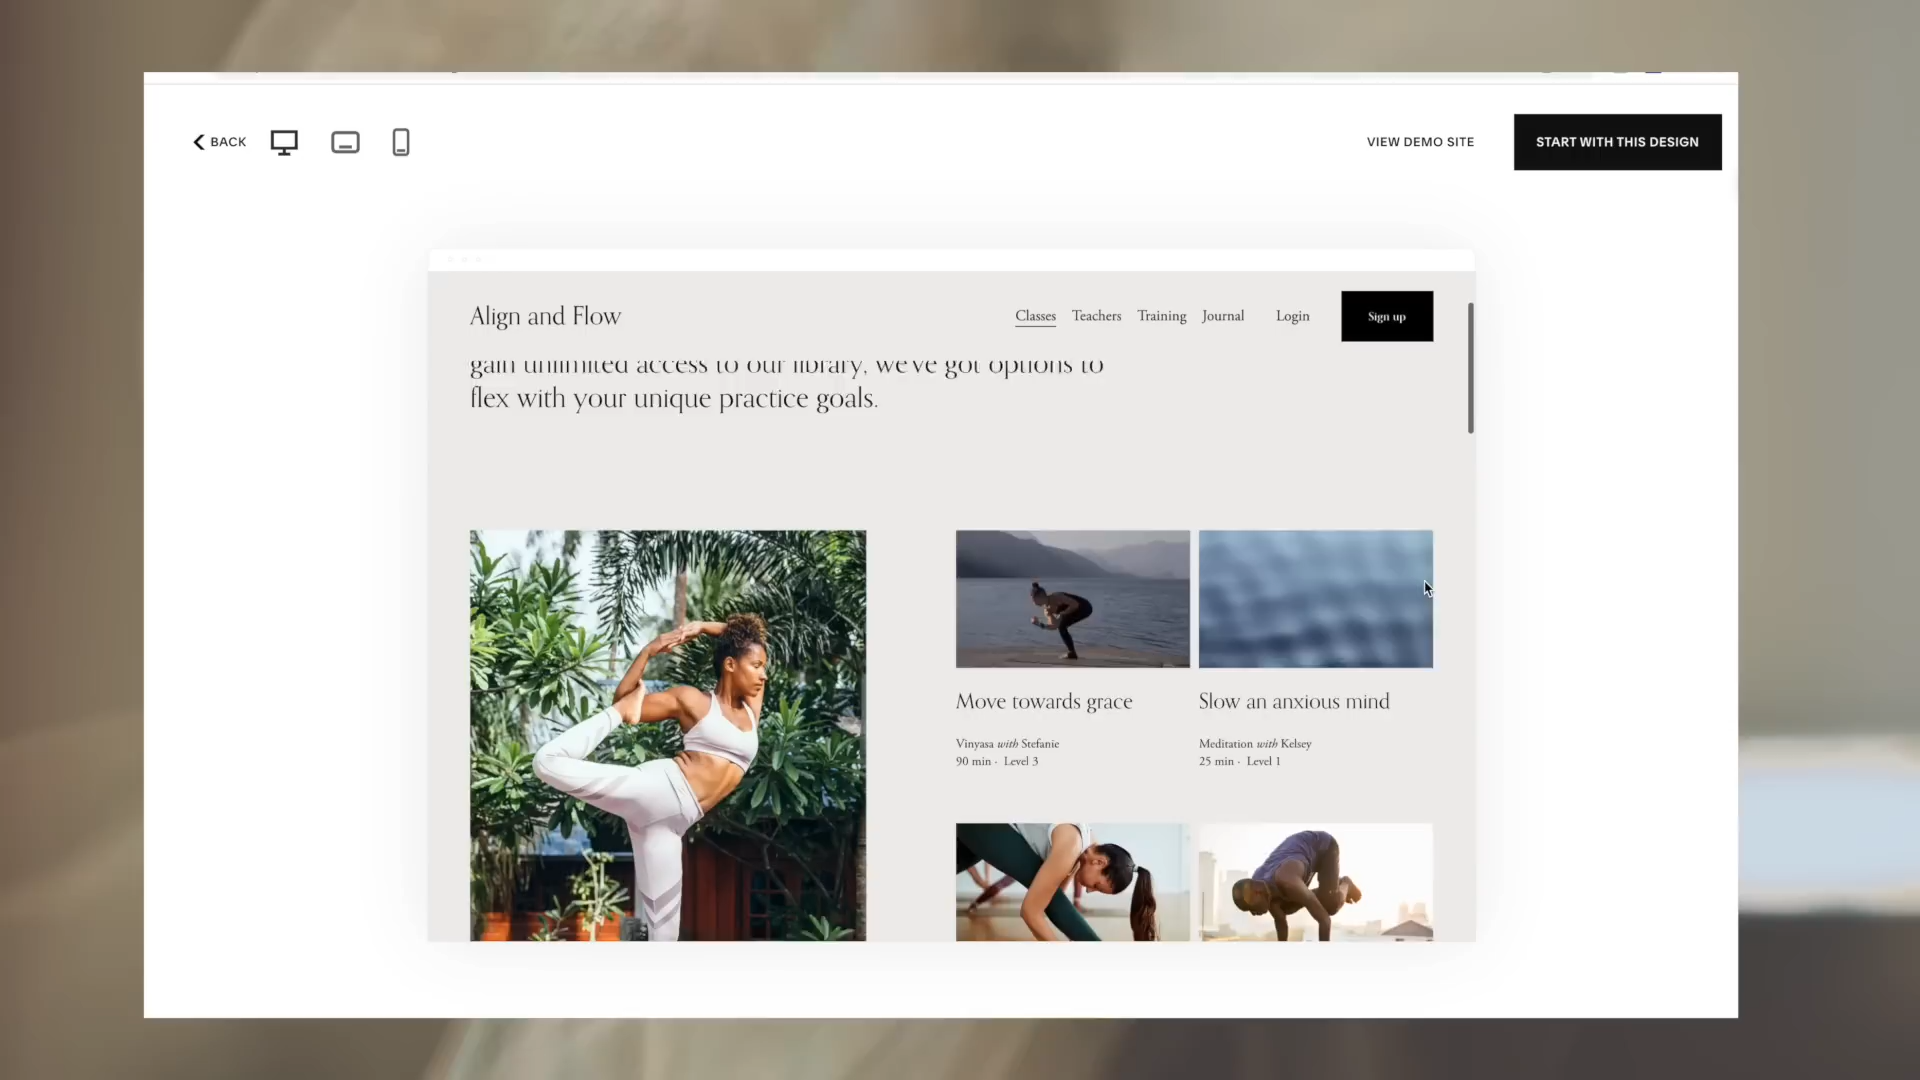 BACK
VIEW DEMO SITE
START WITH THIS DESIGN
Align and Flow
Classes Teachers Training Journal Login Sign up
gain unlimited access to our library, we've got options to
flex with your unique practice goals.
Move towards grace
Vinyasa with Stefanie
90 min · Level 3
Slow an anxious mind
Meditation with Kelsey
25 min · Level 1